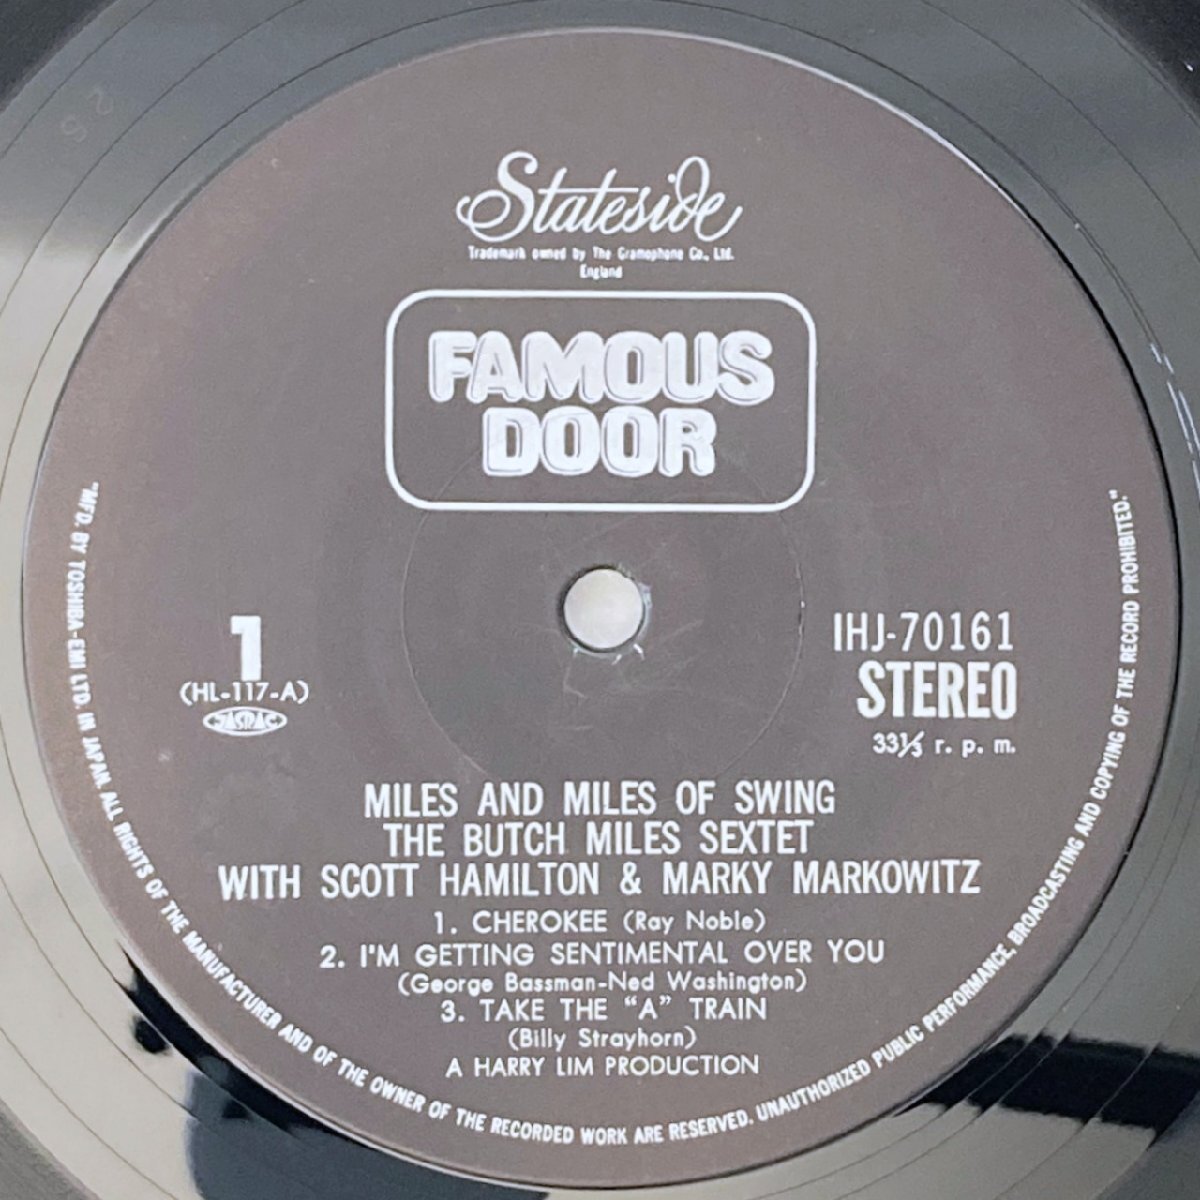 Stateside
Trademark owned by The Gramophone Co., Ltd.
England
FAMOUS
DOOR
1
(HL-117-A)
JASRAC
IHJ-70161
STEREO
33⅓ r. p. m.
MILES AND MILES OF SWING
THE BUTCH MILES SEXTET
WITH SCOTT HAMILTON & MARKY MARKOWITZ
1. CHEROKEE (Ray Noble)
2. I'M GETTING SENTIMENTAL OVER YOU
(George Bassman-Ned Washington)
3. TAKE THE “A” TRAIN
(Billy Strayhorn)
A HARRY LIM PRODUCTION
"MFD. BY TOSHIBA-EMI LTD. IN JAPAN. ALL RIGHTS OF THE MANUFACTURER AND OF THE OWNER OF THE RECORDED WORK ARE RESERVED. UNAUTHORIZED PUBLIC PERFORMANCE, BROADCASTING AND COPYING OF THE RECORD PROHIBITED."